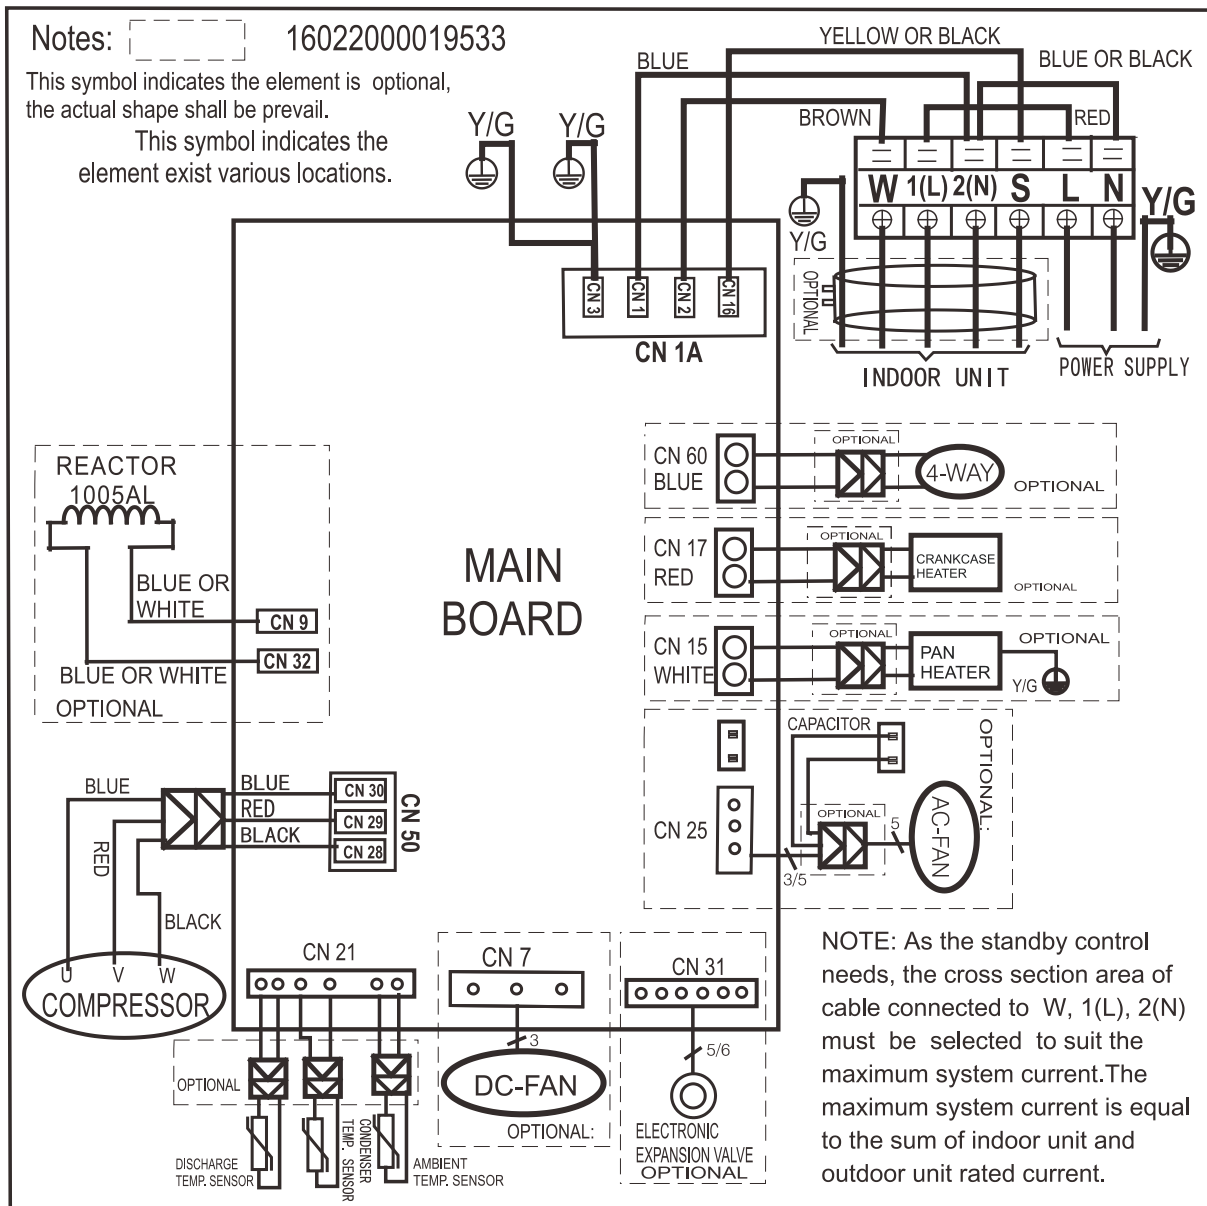 Notes:
16022000019533
This symbol indicates the element is optional,
the actual shape shall be prevail.
This symbol indicates the
element exist various locations.
Y/G
Y/G
BLUE
YELLOW OR BLACK
BLUE OR BLACK
BROWN
RED
W 1(L) 2(N) S L N
Y/G
Y/G
OPTIONAL
INDOOR UNIT
POWER SUPPLY
CN 3
CN 1
CN 2
CN 16
CN 1A
REACTOR
1005AL
BLUE OR
WHITE
CN 9
CN 32
BLUE OR WHITE
OPTIONAL
MAIN
BOARD
CN 60
BLUE
OPTIONAL
4-WAY
OPTIONAL
CN 17
RED
OPTIONAL
CRANKCASE
HEATER
OPTIONAL
CN 15
WHITE
OPTIONAL
PAN
HEATER
OPTIONAL
Y/G
CAPACITOR
OPTIONAL:
CN 25
OPTIONAL
3/5
5
AC-FAN
BLUE
RED
BLACK
BLUE
RED
BLACK
CN 30
CN 29
CN 28
CN 50
U V W
COMPRESSOR
CN 21
OPTIONAL
DISCHARGE
TEMP. SENSOR
CONDENSER
TEMP. SENSOR
AMBIENT
TEMP. SENSOR
CN 7
3
DC-FAN
OPTIONAL:
CN 31
5/6
ELECTRONIC
EXPANSION VALVE
OPTIONAL
NOTE: As the standby control
needs, the cross section area of
cable connected to W, 1(L), 2(N)
must be selected to suit the
maximum system current.The
maximum system current is equal
to the sum of indoor unit and
outdoor unit rated current.